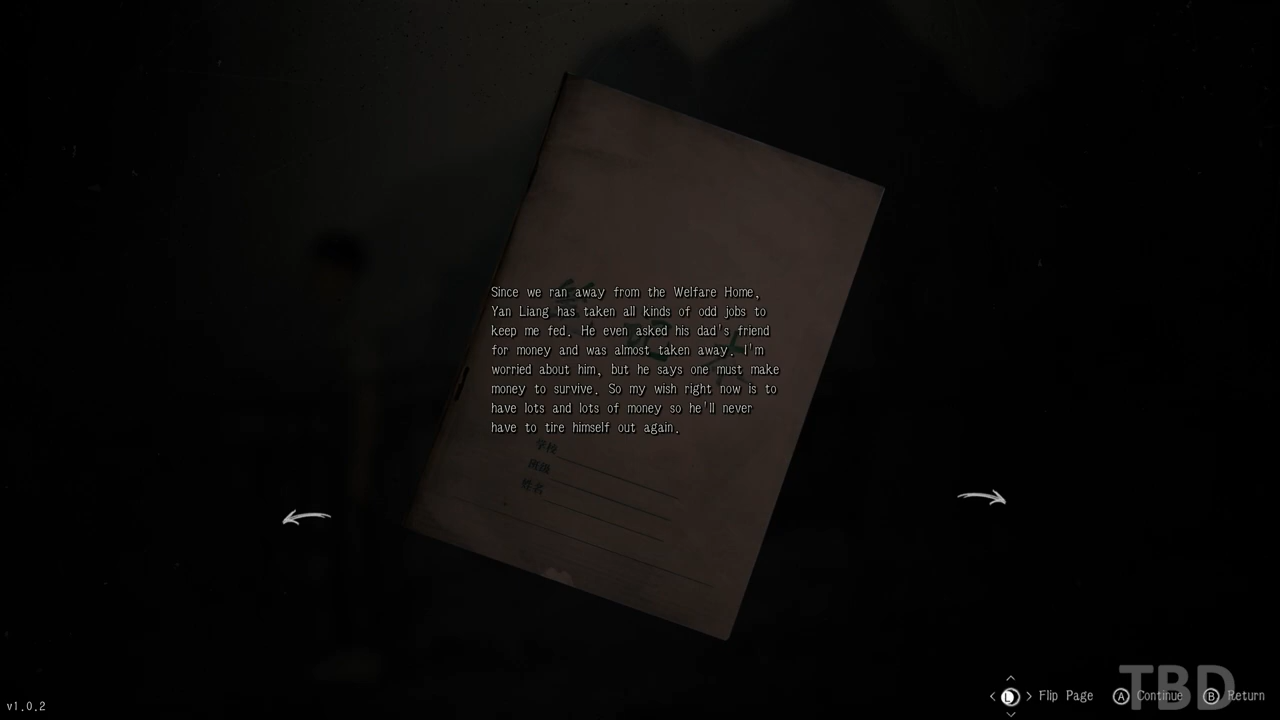 Since we ran away from the Welfare Home,
Yan Liang has taken all kinds of odd jobs to
keep me fed. He even asked his dad's friend
for money and was almost taken away. I'm
worried about him, but he says one must make
money to survive. So my wish right now is to
have lots and lots of money so he'll never
have to tire himself out again.
学校
班级
姓名
TBD
L Flip Page A Continue B Return
v1.0.2